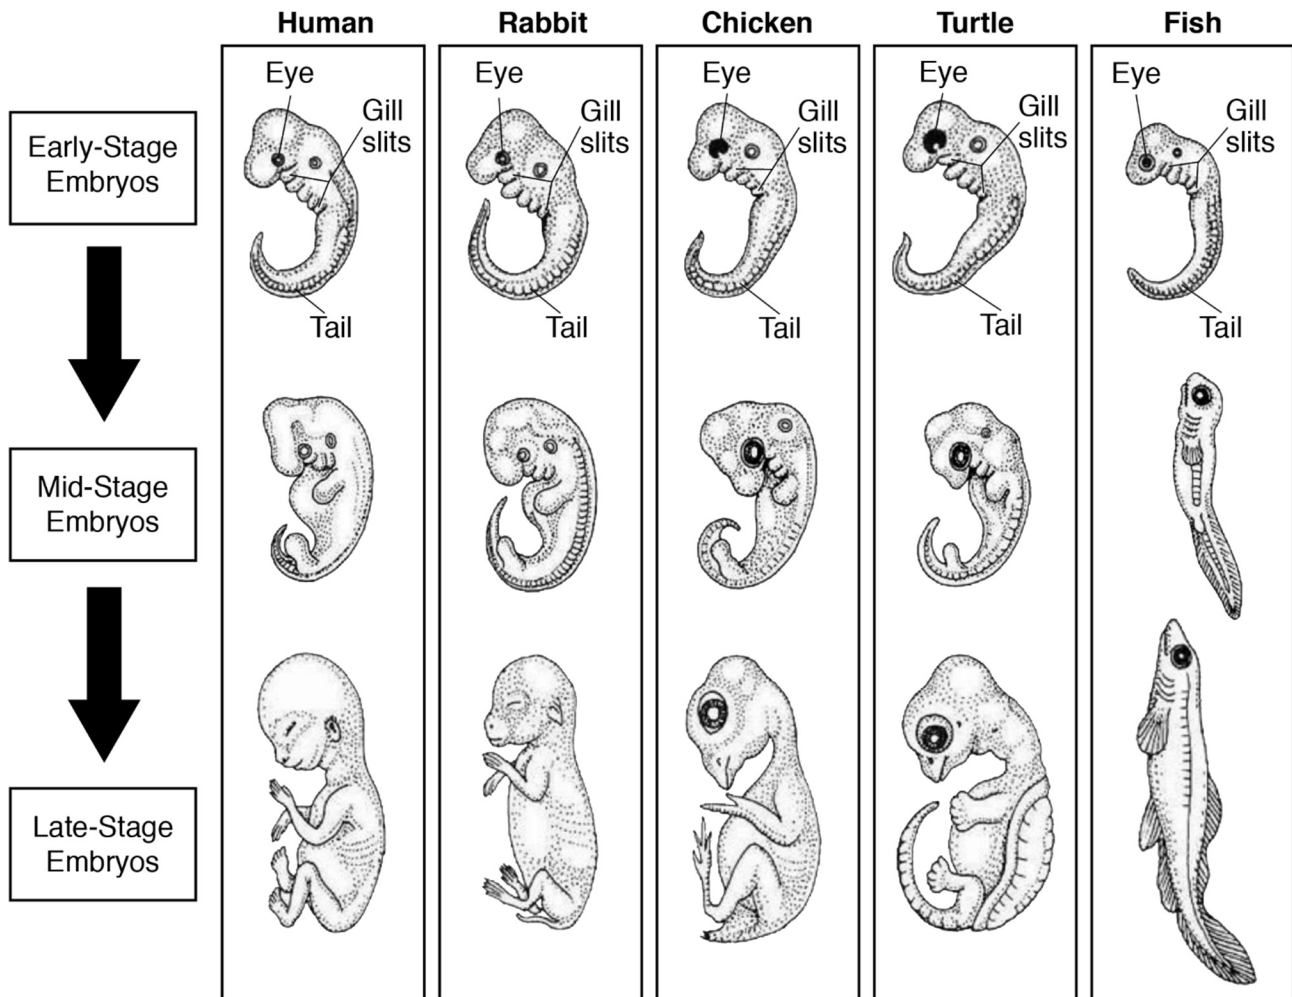 Human
Rabbit
Chicken
Turtle
Fish
Early-Stage
Embryos
Eye
Gill
slits
Tail
Eye
Gill
slits
Tail
Eye
Gill
slits
Tail
Eye
Gill
slits
Tail
Eye
Gill
slits
Tail
Mid-Stage
Embryos
Late-Stage
Embryos